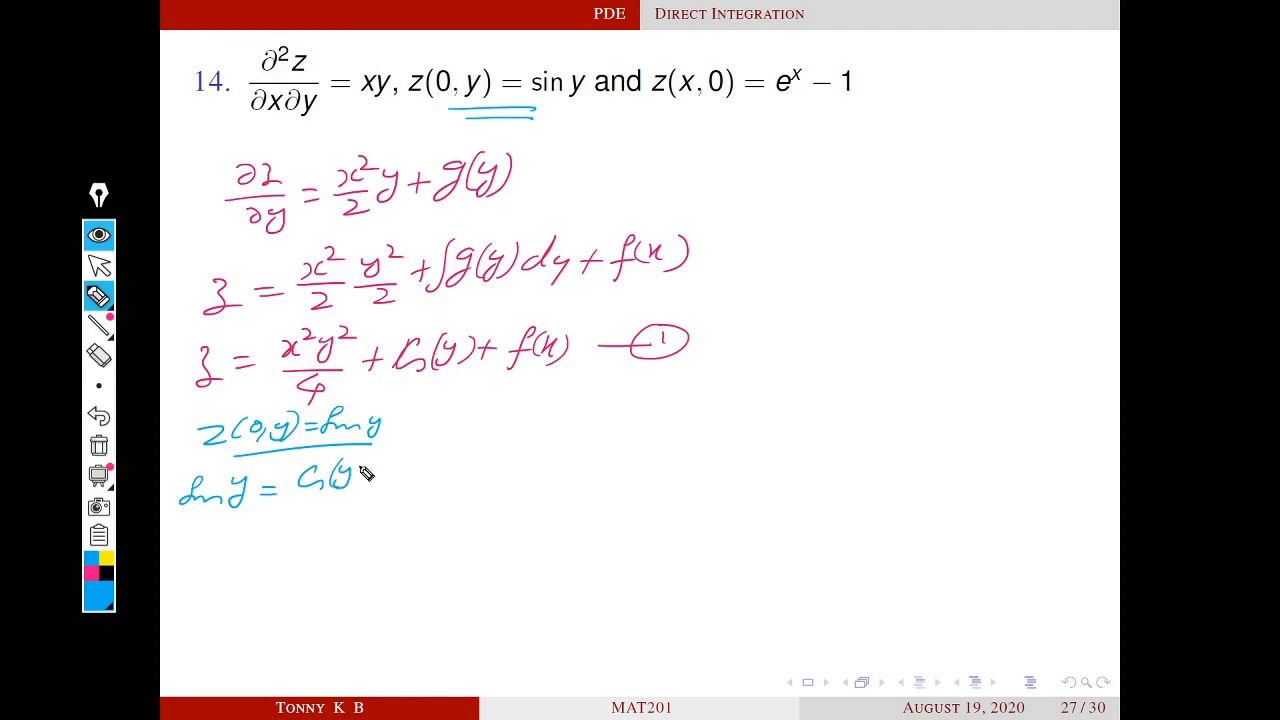 PDE DIRECT INTEGRATION
14. ∂²z/∂x∂y = xy, z(0, y) = sin y and z(x, 0) = eˣ − 1
∂z/∂y = x²/2 y + g(y)
z = x²/2 y²/2 + ∫g(y) dy + f(x)
z = x²y²/4 + G(y) + f(x) — 1
z(0, y) = sin y
sin y = G(y
TONNY K B MAT201 AUGUST 19, 2020 27 / 30